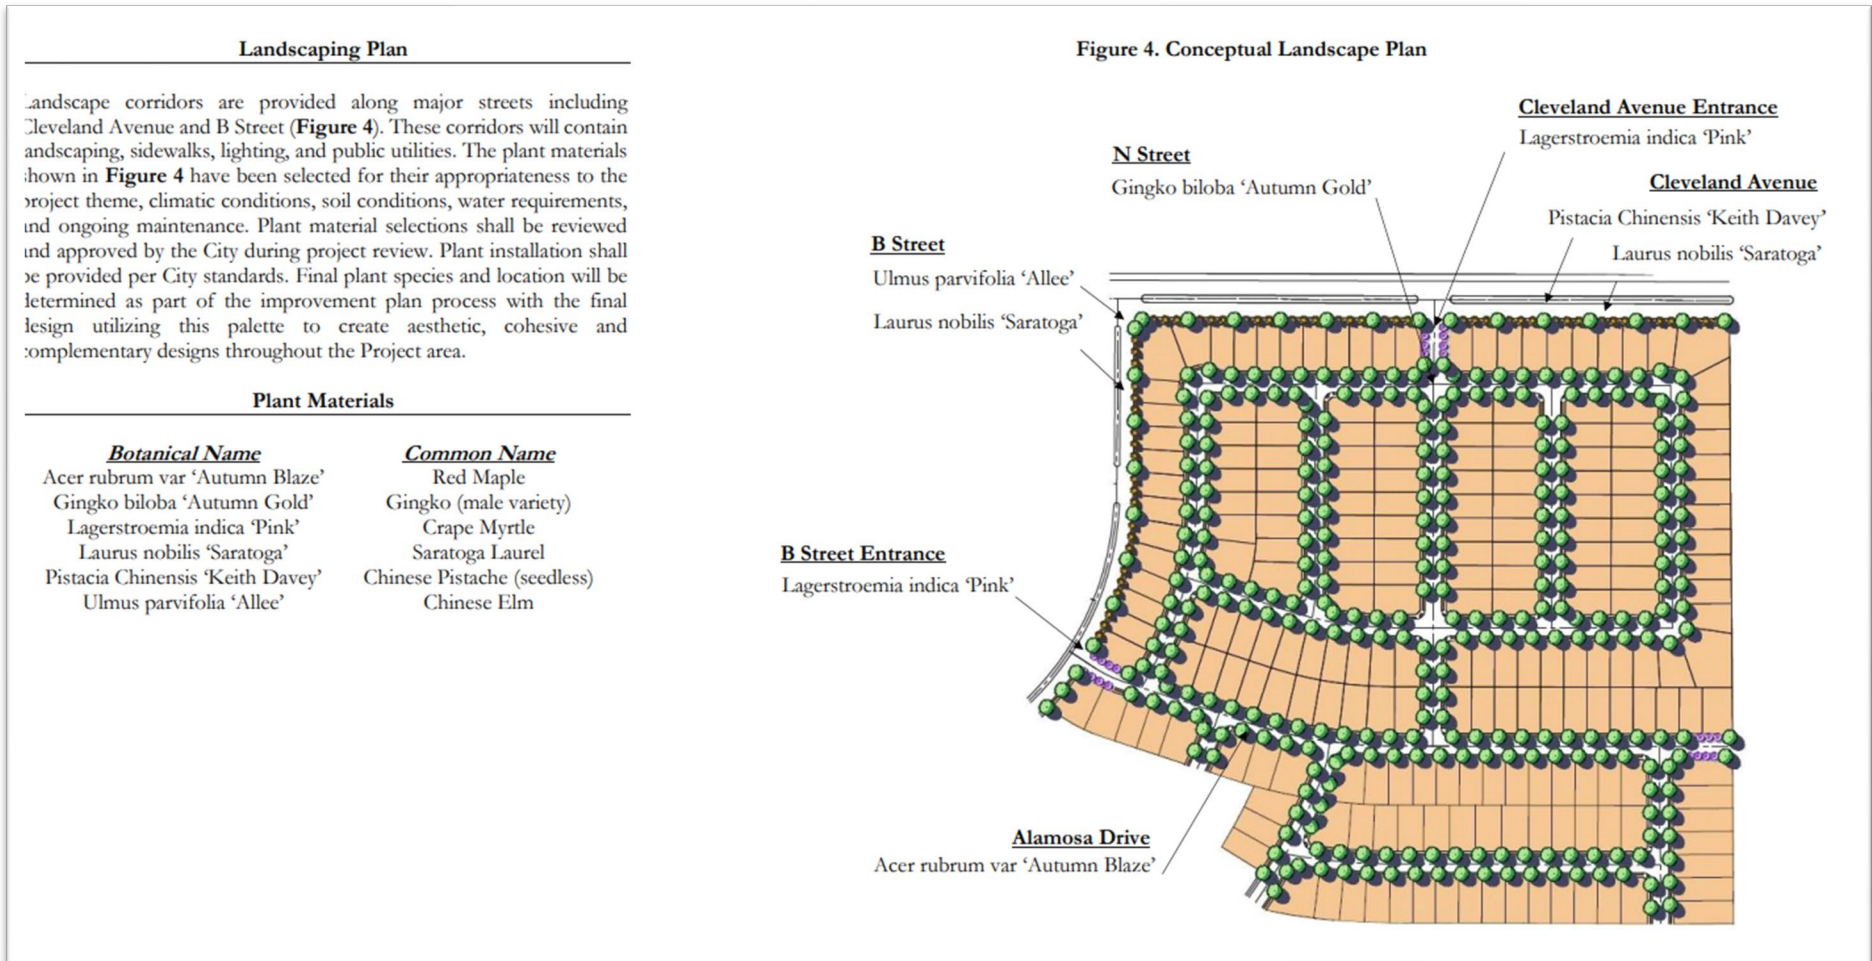 Landscaping Plan
Landscape corridors are provided along major streets including
Cleveland Avenue and B Street (Figure 4). These corridors will contain
andscaping, sidewalks, lighting, and public utilities. The plant materials
shown in Figure 4 have been selected for their appropriateness to the
project theme, climatic conditions, soil conditions, water requirements,
and ongoing maintenance. Plant material selections shall be reviewed
and approved by the City during project review. Plant installation shall
be provided per City standards. Final plant species and location will be
determined as part of the improvement plan process with the final
design utilizing this palette to create aesthetic, cohesive and
complementary designs throughout the Project area.
Plant Materials
Botanical Name Common Name
Acer rubrum var ‘Autumn Blaze’ Red Maple
Gingko biloba ‘Autumn Gold’ Gingko (male variety)
Lagerstroemia indica ‘Pink’ Crape Myrtle
Laurus nobilis ‘Saratoga’ Saratoga Laurel
Pistacia Chinensis ‘Keith Davey’ Chinese Pistache (seedless)
Ulmus parvifolia ‘Allee’ Chinese Elm
Figure 4. Conceptual Landscape Plan
Cleveland Avenue Entrance
Lagerstroemia indica ‘Pink’
N Street
Gingko biloba ‘Autumn Gold’
Cleveland Avenue
Pistacia Chinensis ‘Keith Davey’
Laurus nobilis ‘Saratoga’
B Street
Ulmus parvifolia ‘Allee’
Laurus nobilis ‘Saratoga’
B Street Entrance
Lagerstroemia indica ‘Pink’
Alamosa Drive
Acer rubrum var ‘Autumn Blaze’